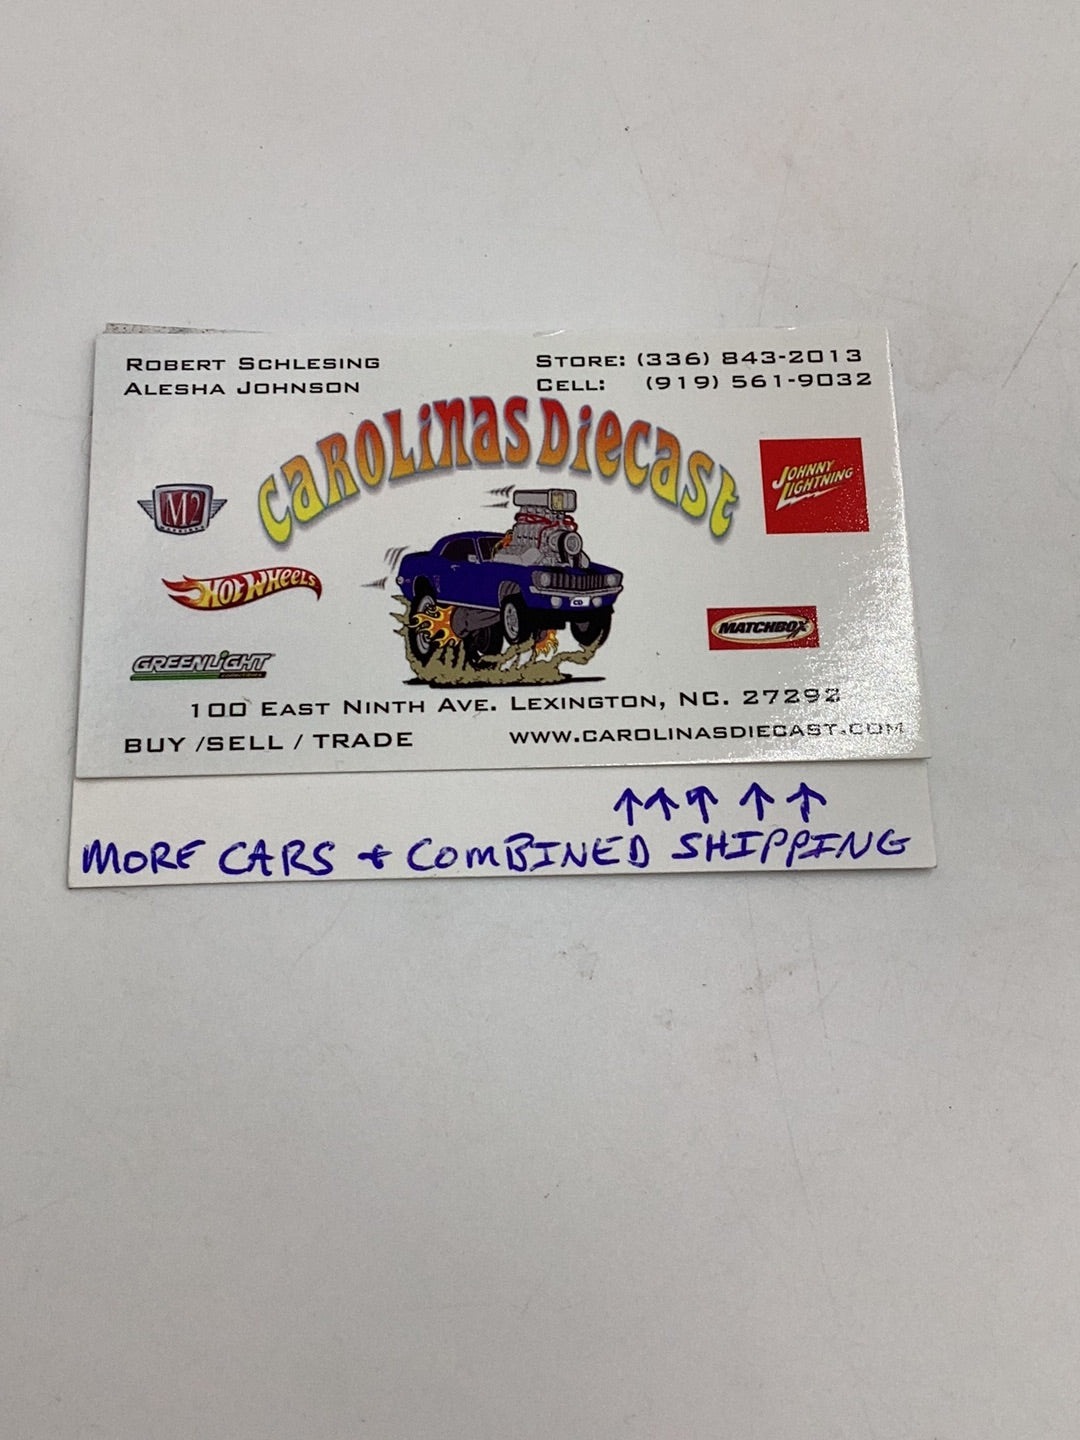 ROBERT SCHLESING
ALESHA JOHNSON
STORE: (336) 843-2013
CELL: (919) 561-9032
CAROLINAS DIECAST
M2
JOHNNY
LIGHTNING
HOT WHEELS
MATCHBOX
GREENLIGHT
100 EAST NINTH AVE. LEXINGTON, NC. 27292
BUY /SELL / TRADE
WWW.CAROLINASDIECAST.COM
↑↑↑ ↑ ↑
MORE CARS + COMBINED SHIPPING